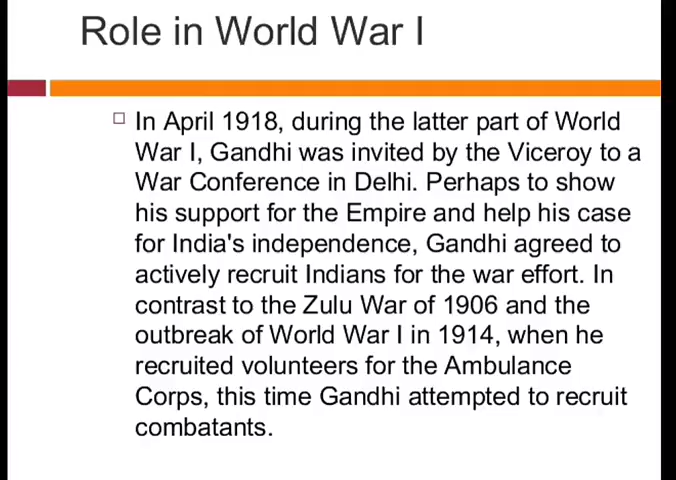 Role in World War I
In April 1918, during the latter part of World
War I, Gandhi was invited by the Viceroy to a
War Conference in Delhi. Perhaps to show
his support for the Empire and help his case
for India's independence, Gandhi agreed to
actively recruit Indians for the war effort. In
contrast to the Zulu War of 1906 and the
outbreak of World War I in 1914, when he
recruited volunteers for the Ambulance
Corps, this time Gandhi attempted to recruit
combatants.